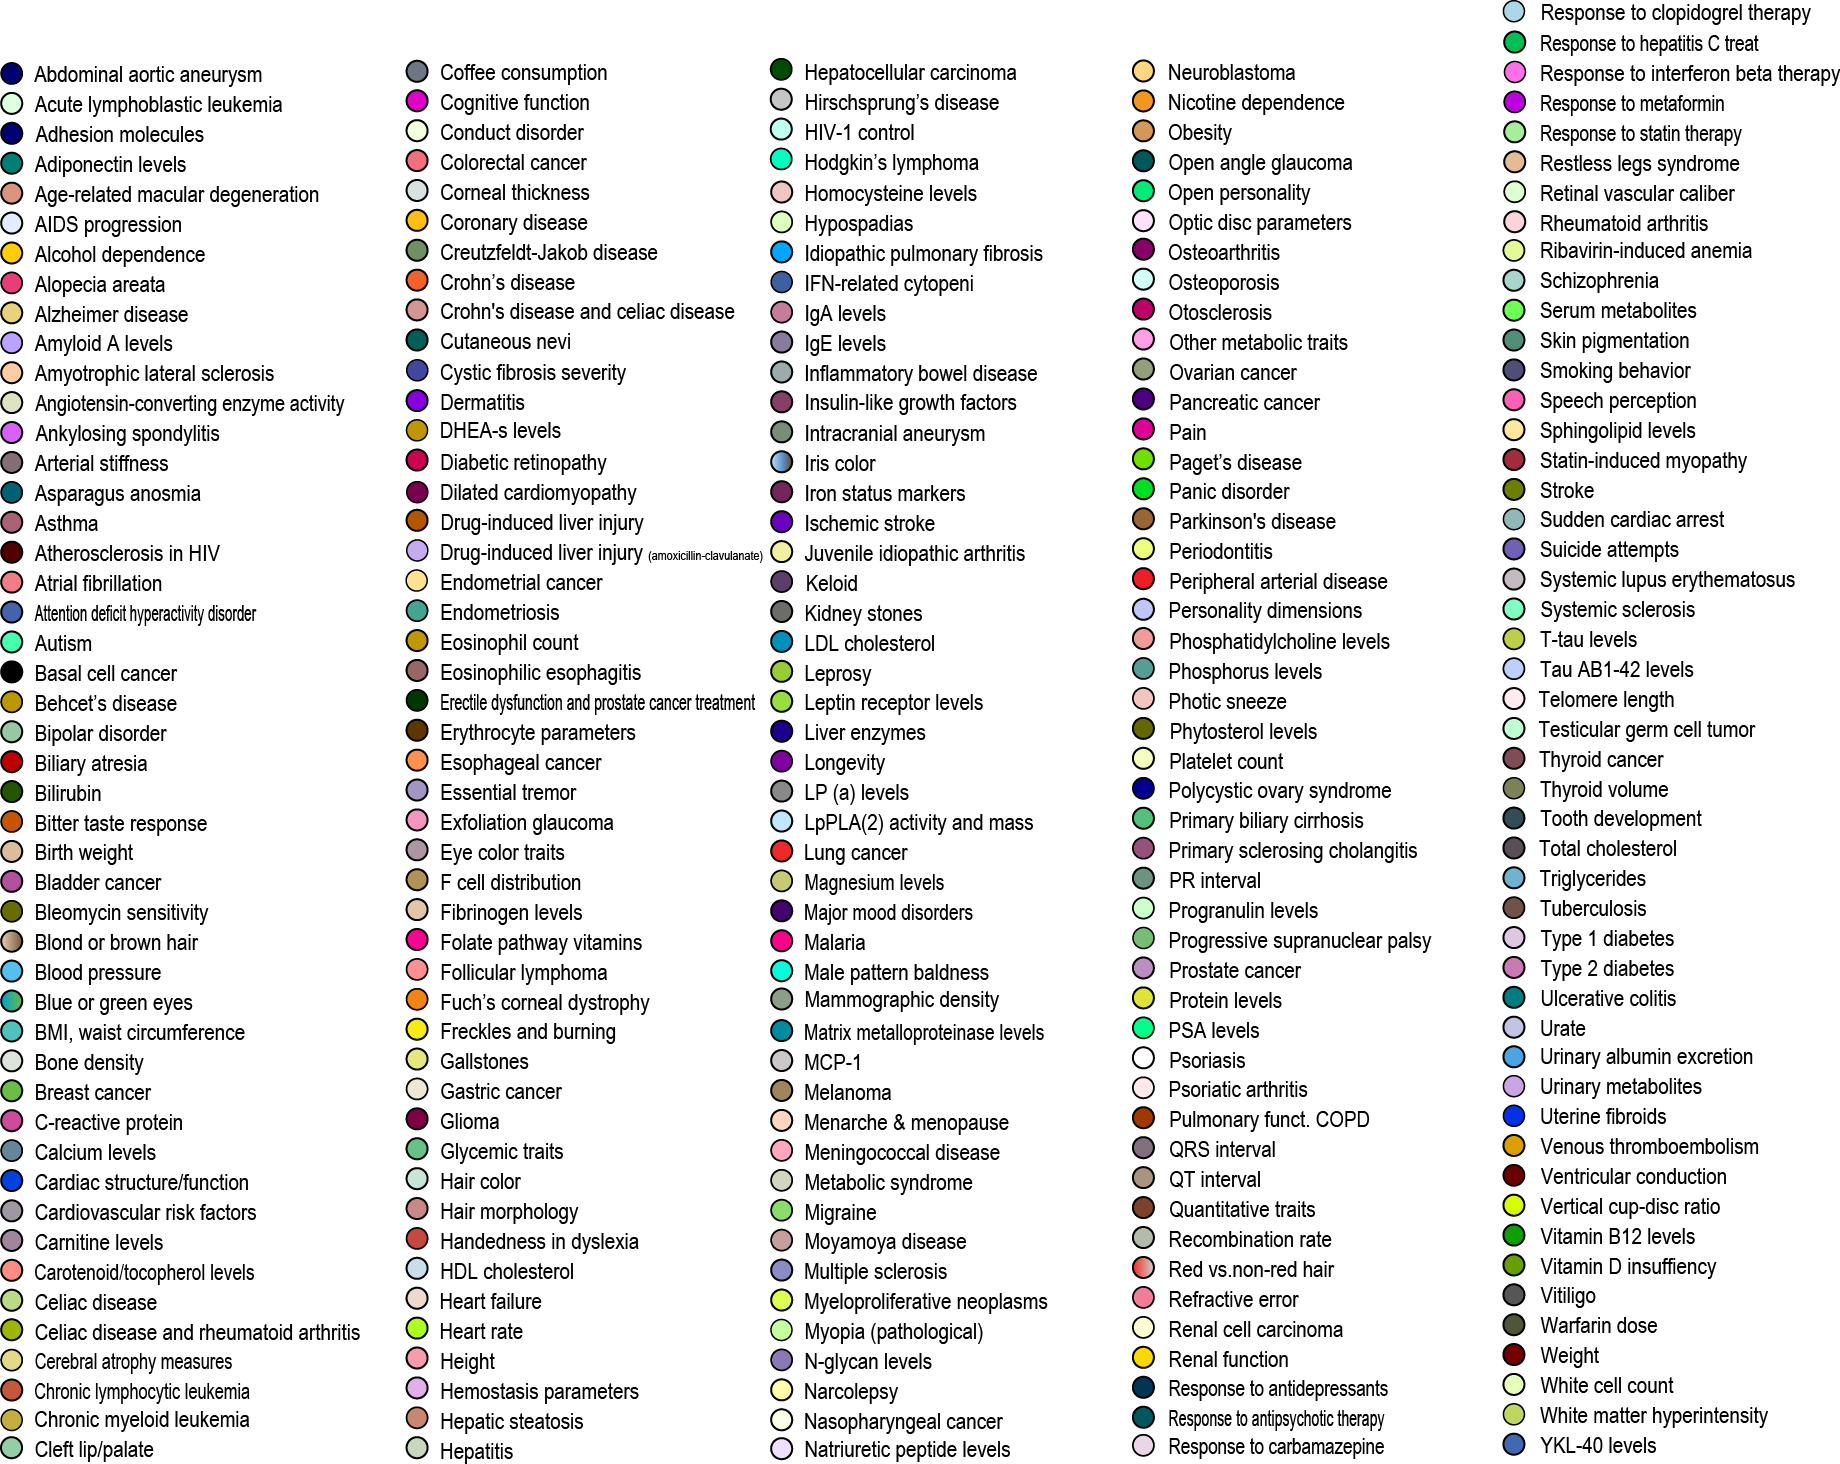 Abdominal aortic aneurysm
Acute lymphoblastic leukemia
Adhesion molecules
Adiponectin levels
Age-related macular degeneration
AIDS progression
Alcohol dependence
Alopecia areata
Alzheimer disease
Amyloid A levels
Amyotrophic lateral sclerosis
Angiotensin-converting enzyme activity
Ankylosing spondylitis
Arterial stiffness
Asparagus anosmia
Asthma
Atherosclerosis in HIV
Atrial fibrillation
Attention deficit hyperactivity disorder
Autism
Basal cell cancer
Behcet’s disease
Bipolar disorder
Biliary atresia
Bilirubin
Bitter taste response
Birth weight
Bladder cancer
Bleomycin sensitivity
Blond or brown hair
Blood pressure
Blue or green eyes
BMI, waist circumference
Bone density
Breast cancer
C-reactive protein
Calcium levels
Cardiac structure/function
Cardiovascular risk factors
Carnitine levels
Carotenoid/tocopherol levels
Celiac disease
Celiac disease and rheumatoid arthritis
Cerebral atrophy measures
Chronic lymphocytic leukemia
Chronic myeloid leukemia
Cleft lip/palate
Coffee consumption
Cognitive function
Conduct disorder
Colorectal cancer
Corneal thickness
Coronary disease
Creutzfeldt-Jakob disease
Crohn’s disease
Crohn's disease and celiac disease
Cutaneous nevi
Cystic fibrosis severity
Dermatitis
DHEA-s levels
Diabetic retinopathy
Dilated cardiomyopathy
Drug-induced liver injury
Drug-induced liver injury (amoxicillin-clavulanate)
Endometrial cancer
Endometriosis
Eosinophil count
Eosinophilic esophagitis
Erectile dysfunction and prostate cancer treatment
Erythrocyte parameters
Esophageal cancer
Essential tremor
Exfoliation glaucoma
Eye color traits
F cell distribution
Fibrinogen levels
Folate pathway vitamins
Follicular lymphoma
Fuch’s corneal dystrophy
Freckles and burning
Gallstones
Gastric cancer
Glioma
Glycemic traits
Hair color
Hair morphology
Handedness in dyslexia
HDL cholesterol
Heart failure
Heart rate
Height
Hemostasis parameters
Hepatic steatosis
Hepatitis
Hepatocellular carcinoma
Hirschsprung’s disease
HIV-1 control
Hodgkin’s lymphoma
Homocysteine levels
Hypospadias
Idiopathic pulmonary fibrosis
IFN-related cytopeni
IgA levels
IgE levels
Inflammatory bowel disease
Insulin-like growth factors
Intracranial aneurysm
Iris color
Iron status markers
Ischemic stroke
Juvenile idiopathic arthritis
Keloid
Kidney stones
LDL cholesterol
Leprosy
Leptin receptor levels
Liver enzymes
Longevity
LP (a) levels
LpPLA(2) activity and mass
Lung cancer
Magnesium levels
Major mood disorders
Malaria
Male pattern baldness
Mammographic density
Matrix metalloproteinase levels
MCP-1
Melanoma
Menarche & menopause
Meningococcal disease
Metabolic syndrome
Migraine
Moyamoya disease
Multiple sclerosis
Myeloproliferative neoplasms
Myopia (pathological)
N-glycan levels
Narcolepsy
Nasopharyngeal cancer
Natriuretic peptide levels
Neuroblastoma
Nicotine dependence
Obesity
Open angle glaucoma
Open personality
Optic disc parameters
Osteoarthritis
Osteoporosis
Otosclerosis
Other metabolic traits
Ovarian cancer
Pancreatic cancer
Pain
Paget’s disease
Panic disorder
Parkinson's disease
Periodontitis
Peripheral arterial disease
Personality dimensions
Phosphatidylcholine levels
Phosphorus levels
Photic sneeze
Phytosterol levels
Platelet count
Polycystic ovary syndrome
Primary biliary cirrhosis
Primary sclerosing cholangitis
PR interval
Progranulin levels
Progressive supranuclear palsy
Prostate cancer
Protein levels
PSA levels
Psoriasis
Psoriatic arthritis
Pulmonary funct. COPD
QRS interval
QT interval
Quantitative traits
Recombination rate
Red vs.non-red hair
Refractive error
Renal cell carcinoma
Renal function
Response to antidepressants
Response to antipsychotic therapy
Response to carbamazepine
Response to clopidogrel therapy
Response to hepatitis C treat
Response to interferon beta therapy
Response to metaformin
Response to statin therapy
Restless legs syndrome
Retinal vascular caliber
Rheumatoid arthritis
Ribavirin-induced anemia
Schizophrenia
Serum metabolites
Skin pigmentation
Smoking behavior
Speech perception
Sphingolipid levels
Statin-induced myopathy
Stroke
Sudden cardiac arrest
Suicide attempts
Systemic lupus erythematosus
Systemic sclerosis
T-tau levels
Tau AB1-42 levels
Telomere length
Testicular germ cell tumor
Thyroid cancer
Thyroid volume
Tooth development
Total cholesterol
Triglycerides
Tuberculosis
Type 1 diabetes
Type 2 diabetes
Ulcerative colitis
Urate
Urinary albumin excretion
Urinary metabolites
Uterine fibroids
Venous thromboembolism
Ventricular conduction
Vertical cup-disc ratio
Vitamin B12 levels
Vitamin D insuffiency
Vitiligo
Warfarin dose
Weight
White cell count
White matter hyperintensity
YKL-40 levels